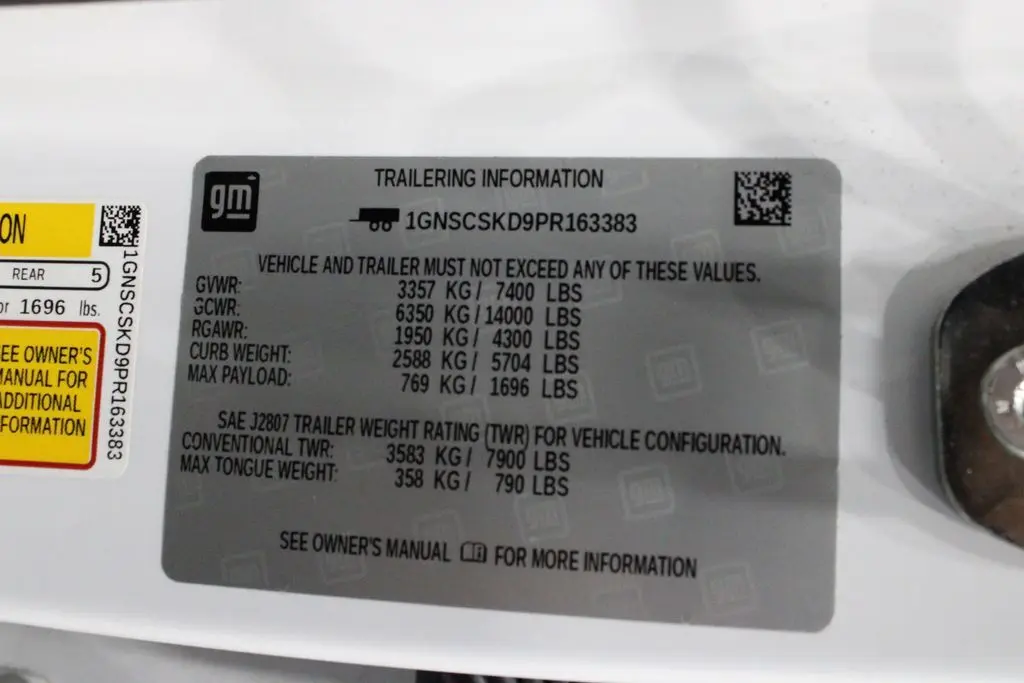 ON
REAR 5
or 1696 lbs.
SEE OWNER'S
MANUAL FOR
ADDITIONAL
FORMATION
1GNSCSKD9PR163383
gm
TRAILERING INFORMATION
1GNSCSKD9PR163383
VEHICLE AND TRAILER MUST NOT EXCEED ANY OF THESE VALUES.
GVWR: 3357 KG / 7400 LBS
GCWR: 6350 KG / 14000 LBS
RGAWR: 1950 KG / 4300 LBS
CURB WEIGHT: 2588 KG / 5704 LBS
MAX PAYLOAD: 769 KG / 1696 LBS
SAE J2807 TRAILER WEIGHT RATING (TWR) FOR VEHICLE CONFIGURATION.
CONVENTIONAL TWR: 3583 KG / 7900 LBS
MAX TONGUE WEIGHT: 358 KG / 790 LBS
SEE OWNER'S MANUAL FOR MORE INFORMATION